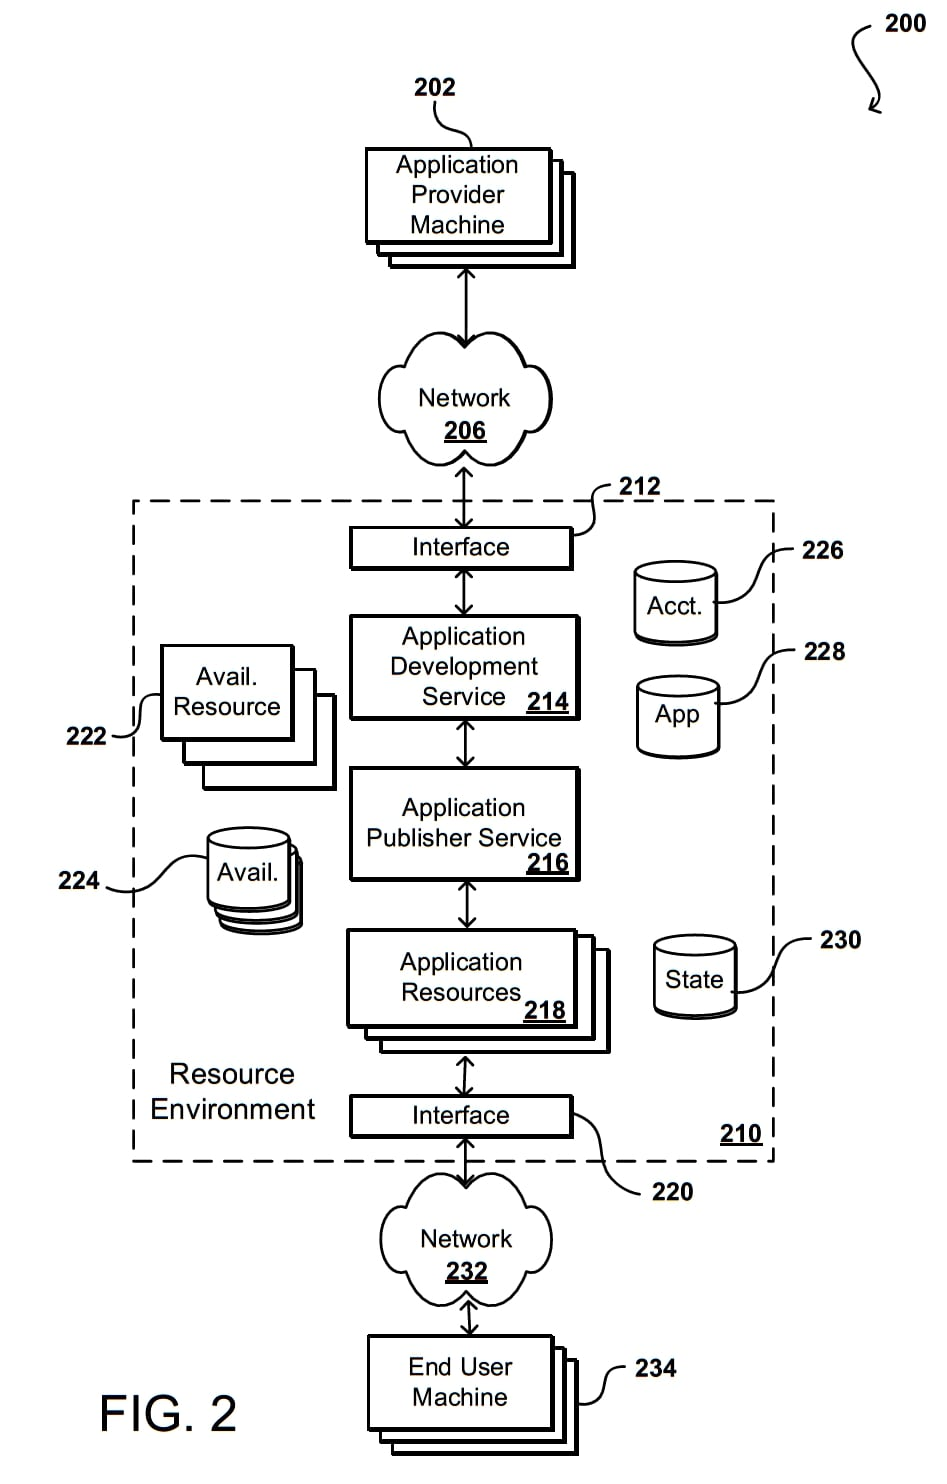 200
202
Application
Provider
Machine
Network
206
212
Interface
226
Acct.
Application
Development
Service 214
228
App
Avail.
Resource
222
Application
Publisher Service
216
224
Avail.
230
State
Application
Resources
218
Resource
Environment
Interface
210
220
Network
232
End User
Machine
234
FIG. 2